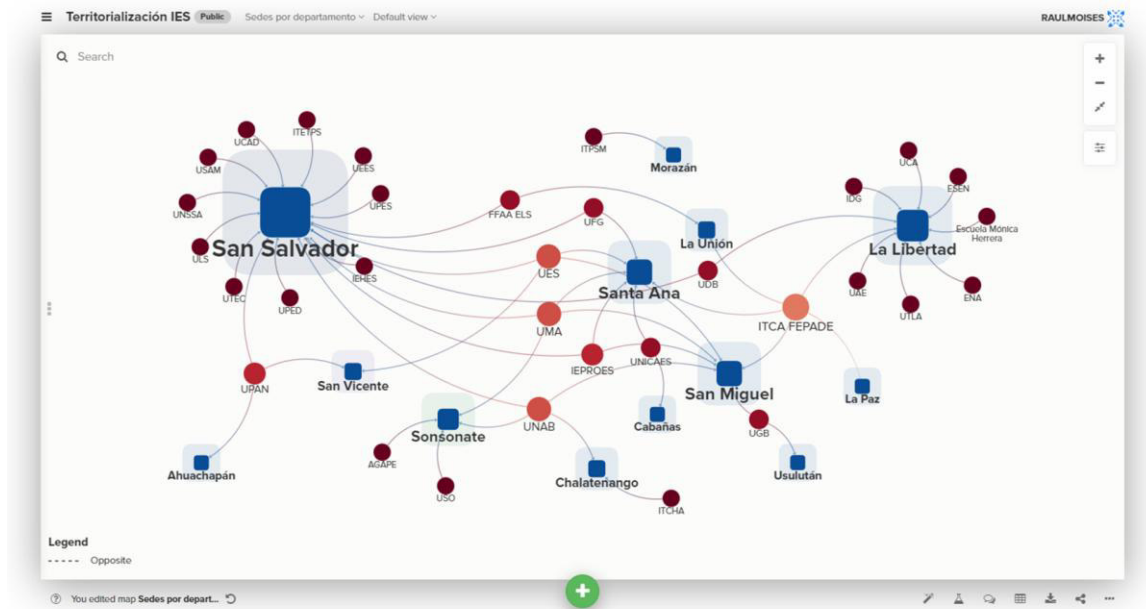 Territorialización IES Public Sedes por departamento Default view
RAULMOISES
Search
ITETPS
UCAD
USAM
UEES
UPES
UNSSA
San Salvador
ULS
IEHES
UTEC
UPED
FFAA ELS
UFG
ITPSM
Morazán
La Unión
UCA
ESEN
IDG
Escuela Mónica
Herrera
La Libertad
UAE
UTLA
ENA
UES
Santa Ana
UDB
UMA
ITCA FEPADE
IEPROES
UNICAES
UPAN
San Vicente
San Miguel
La Paz
UNAB
Sonsonate
Cabañas
UGB
AGAPE
USO
Ahuachapán
Chalatenango
ITCHA
Usulután
Legend
Opposite
You edited map Sedes por depart...